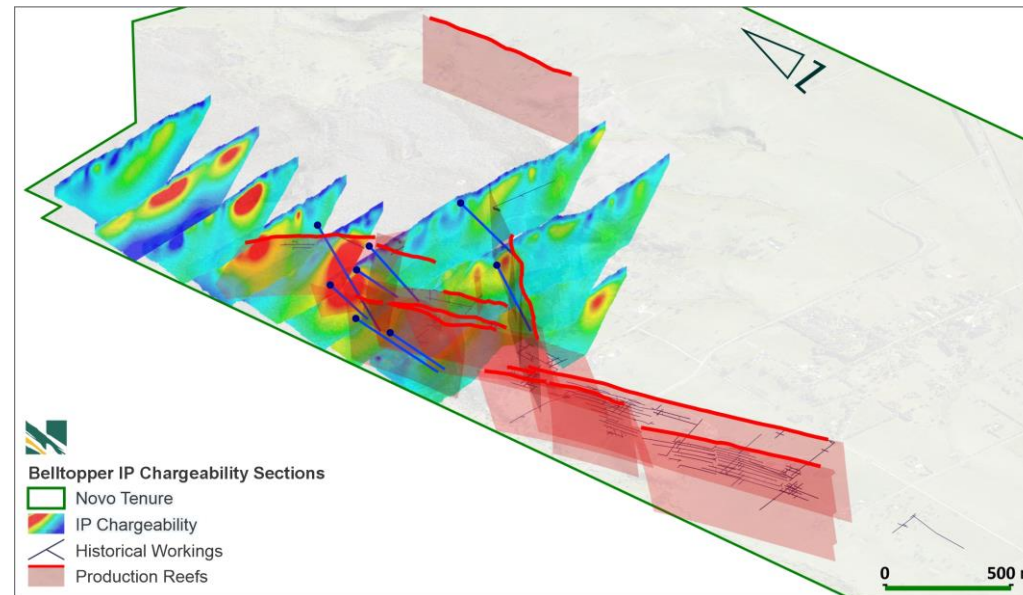 N
Belltopper IP Chargeability Sections
Novo Tenure
IP Chargeability
Historical Workings
Production Reefs
0 500 m